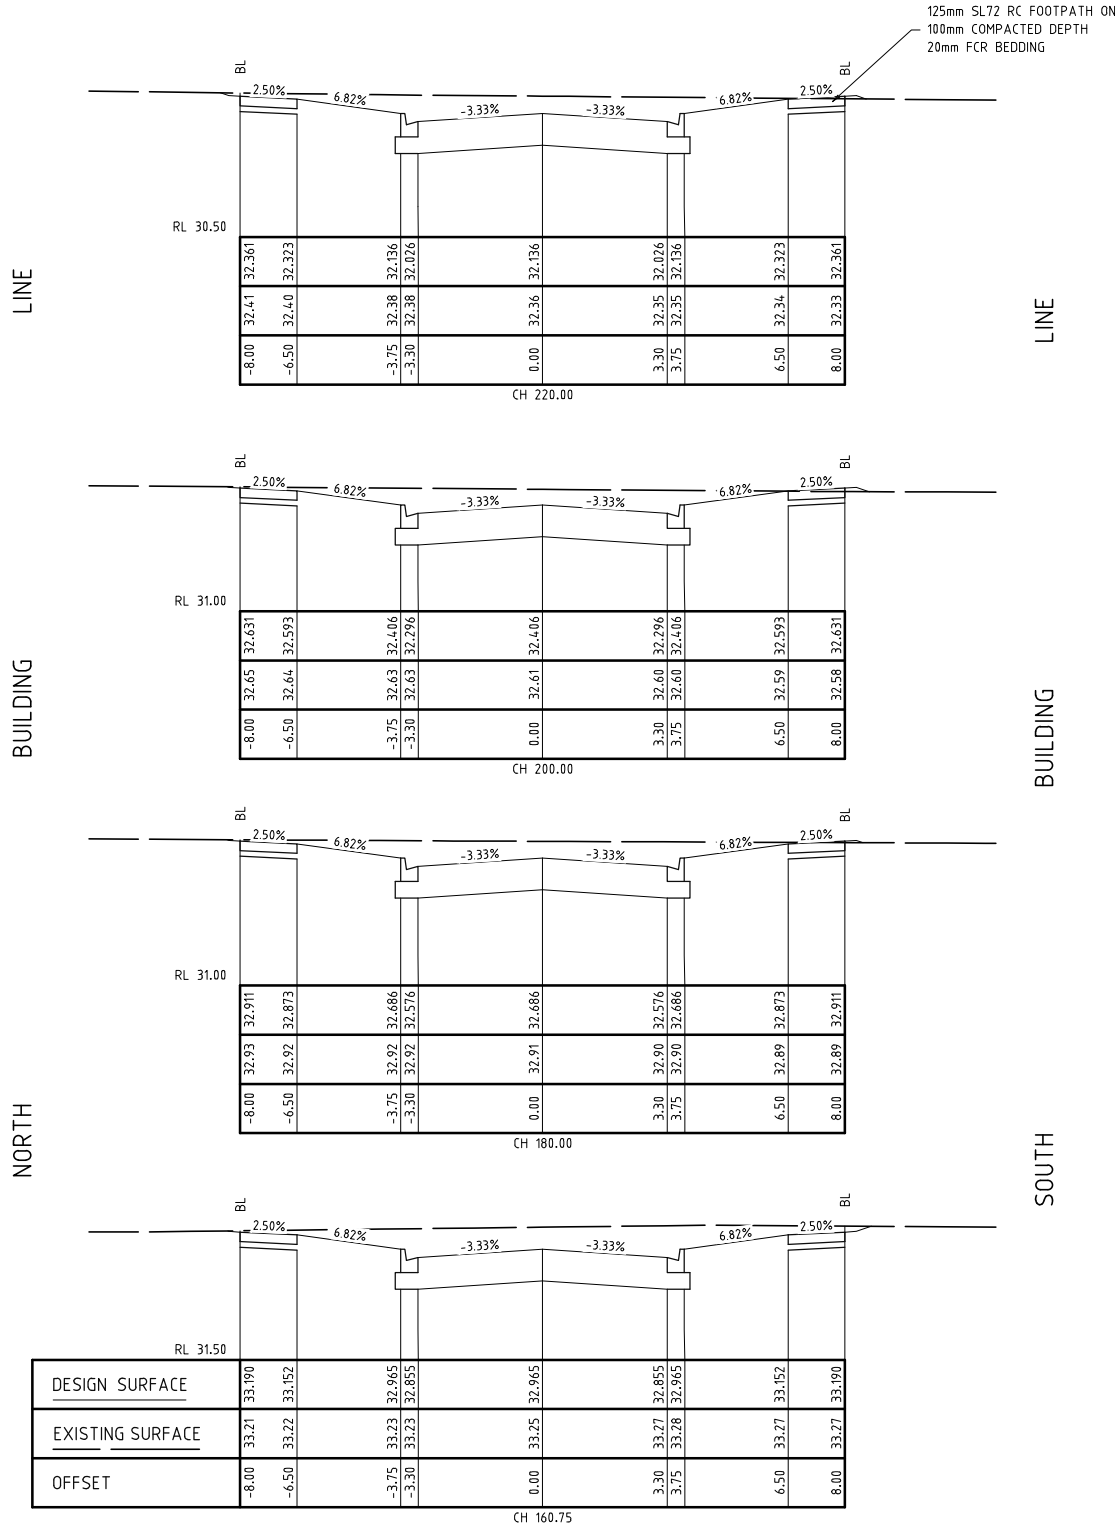 125mm SL72 RC FOOTPATH ON
100mm COMPACTED DEPTH
20mm FCR BEDDING
BL BL
2.50% 6.82% -3.33% -3.33% 6.82% 2.50%
RL 30.50
32.361 32.323 32.136 32.026 32.136 32.026 32.136 32.323 32.361
32.41 32.40 32.38 32.38 32.36 32.35 32.35 32.34 32.33
-8.00 -6.50 -3.75 -3.30 0.00 3.30 3.75 6.50 8.00
CH 220.00
BL BL
2.50% 6.82% -3.33% -3.33% 6.82% 2.50%
RL 31.00
32.631 32.593 32.406 32.296 32.406 32.296 32.406 32.593 32.631
32.65 32.64 32.63 32.63 32.61 32.60 32.60 32.59 32.58
-8.00 -6.50 -3.75 -3.30 0.00 3.30 3.75 6.50 8.00
CH 200.00
BL BL
2.50% 6.82% -3.33% -3.33% 6.82% 2.50%
RL 31.00
32.911 32.873 32.686 32.576 32.686 32.576 32.686 32.873 32.911
32.93 32.92 32.92 32.92 32.91 32.90 32.90 32.89 32.89
-8.00 -6.50 -3.75 -3.30 0.00 3.30 3.75 6.50 8.00
CH 180.00
BL BL
2.50% 6.82% -3.33% -3.33% 6.82% 2.50%
RL 31.50
DESIGN SURFACE 33.190 33.152 32.965 32.855 32.965 32.855 32.965 33.152 33.190
EXISTING SURFACE 33.21 33.22 33.23 33.23 33.25 33.27 33.28 33.27 33.27
OFFSET -8.00 -6.50 -3.75 -3.30 0.00 3.30 3.75 6.50 8.00
CH 160.75
NORTH BUILDING LINE
SOUTH BUILDING LINE